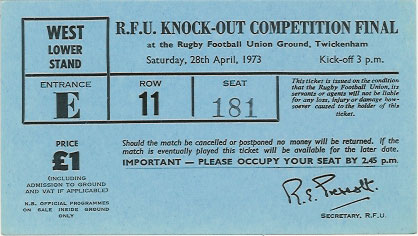 WEST
LOWER
STAND
R.F.U. KNOCK-OUT COMPETITION FINAL
at the Rugby Football Union Ground, Twickenham
Saturday, 28th April, 1973 Kick-off 3 p.m.
ENTRANCE
E
ROW
11
SEAT
181
This ticket is issued on the condition
that the Rugby Football Union, its
servants or agents will not be liable
for any loss, injury or damage how-
soever caused to the holder of this
ticket.
PRICE
£1
(INCLUDING
ADMISSION TO GROUND
AND VAT IF APPLICABLE)
N.B. OFFICIAL PROGRAMMES
ON SALE INSIDE GROUND
ONLY
Should the match be cancelled or postponed no money will be returned. If the
match is eventually played this ticket will be available for the later date.
IMPORTANT — PLEASE OCCUPY YOUR SEAT BY 2.45 p.m.
R.E. Prescott.
SECRETARY, R.F.U.